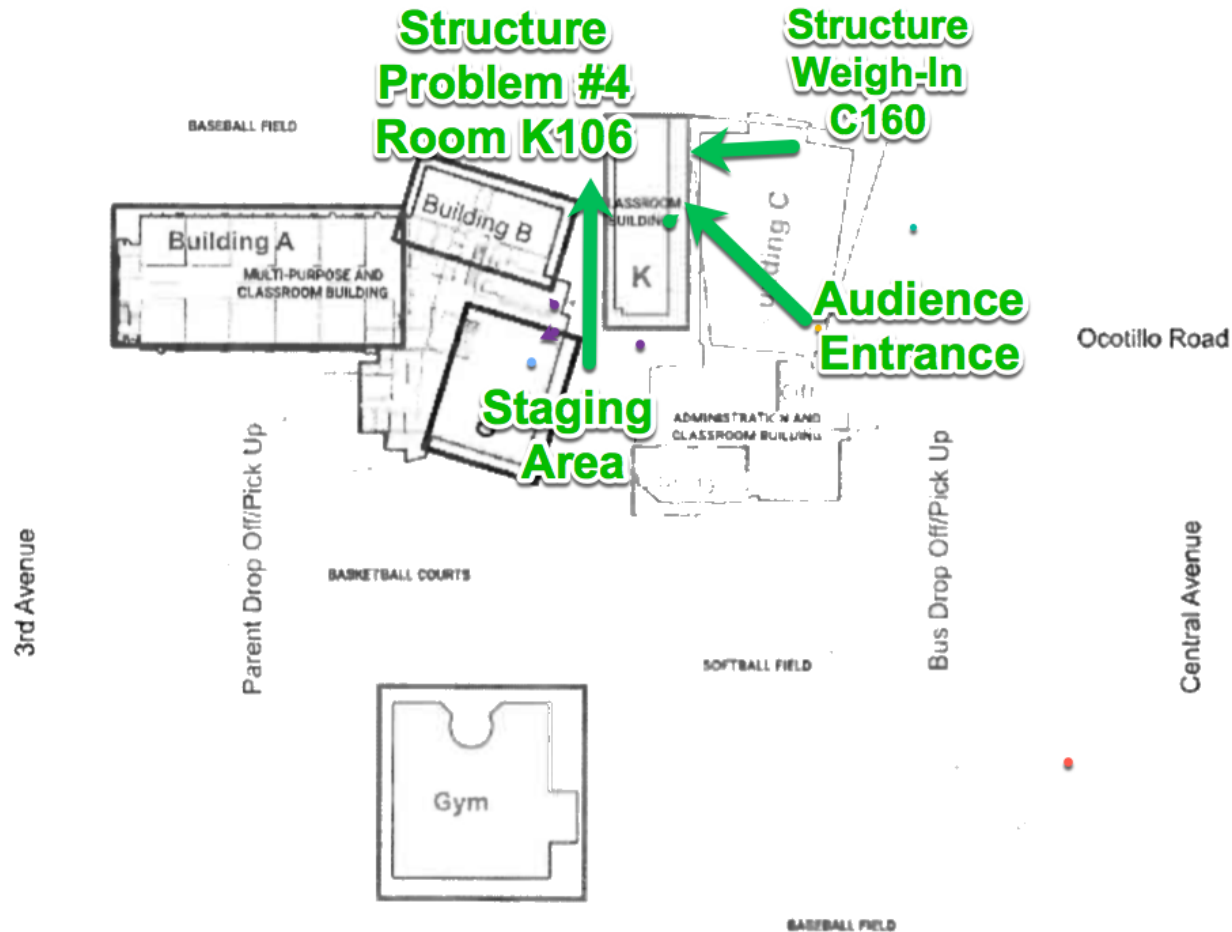 Structure
Problem #4
Room K106
Structure
Weigh-In
C160
BASEBALL FIELD
Building A
MULTI-PURPOSE AND
CLASSROOM BUILDING
Building B
LASSROOM
BUILDING
K
C
Audience
Entrance
Ocotillo Road
Staging
Area
ADMINISTRATION AND
CLASSROOM BUILDING
3rd Avenue
Parent Drop Off/Pick Up
BASKETBALL COURTS
Bus Drop Off/Pick Up
Central Avenue
SOFTBALL FIELD
Gym
BASEBALL FIELD